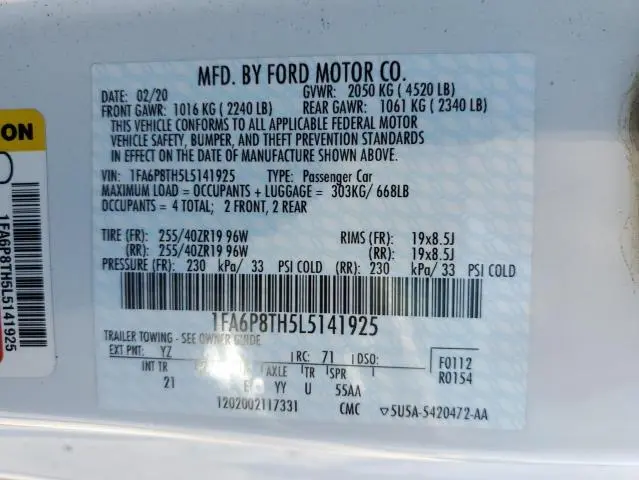 MFD. BY FORD MOTOR CO.
DATE: 02/20 GVWR: 2050 KG ( 4520 LB)
FRONT GAWR: 1016 KG ( 2240 LB) REAR GAWR: 1061 KG ( 2340 LB)
THIS VEHICLE CONFORMS TO ALL APPLICABLE FEDERAL MOTOR
VEHICLE SAFETY, BUMPER, AND THEFT PREVENTION STANDARDS
IN EFFECT ON THE DATE OF MANUFACTURE SHOWN ABOVE.
VIN: 1FA6P8TH5L5141925 TYPE: Passenger Car
MAXIMUM LOAD = OCCUPANTS + LUGGAGE = 303KG/ 668LB
OCCUPANTS = 4 TOTAL; 2 FRONT, 2 REAR
TIRE (FR): 255/40ZR19 96W RIMS (FR): 19x8.5J
(RR): 255/40ZR19 96W (RR): 19x8.5J
PRESSURE (FR): 230 kPa/ 33 PSI COLD (RR): 230 kPa/ 33 PSI COLD
1FA6P8TH5L5141925
TRAILER TOWING - SEE OWNER GUIDE
EXT PNT: YZ RC: 71 DSO: F0112
INT TR AXLE TR SPR R0154
21 YY U 55AA
1202002117331 CMC 5U5A-5420472-AA
ION
1FA6P8TH5L5141925